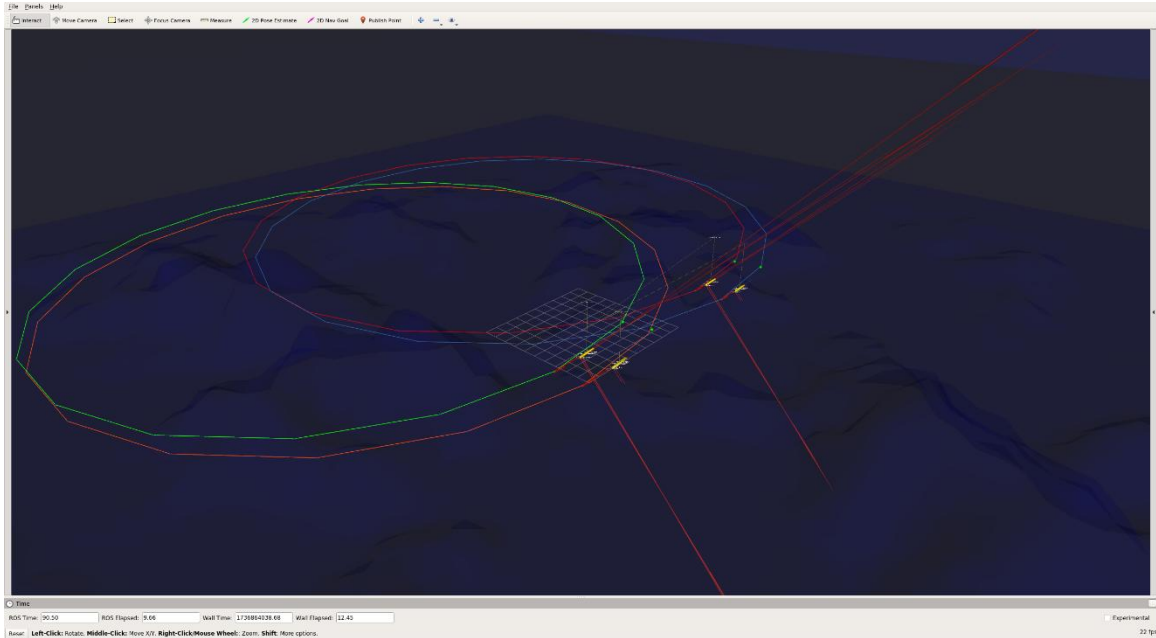 File Panels Help
Interact Move Camera Select Focus Camera Measure 2D Pose Estimate 2D Nav Goal Publish Point
Time
ROS Time: 90.50 ROS Elapsed: 9.06 Wall Time: 1736864038.68 Wall Elapsed: 12.45 Experimental
Reset Left-Click: Rotate. Middle-Click: Move X/Y. Right-Click/Mouse Wheel: Zoom. Shift: More options. 22 fps